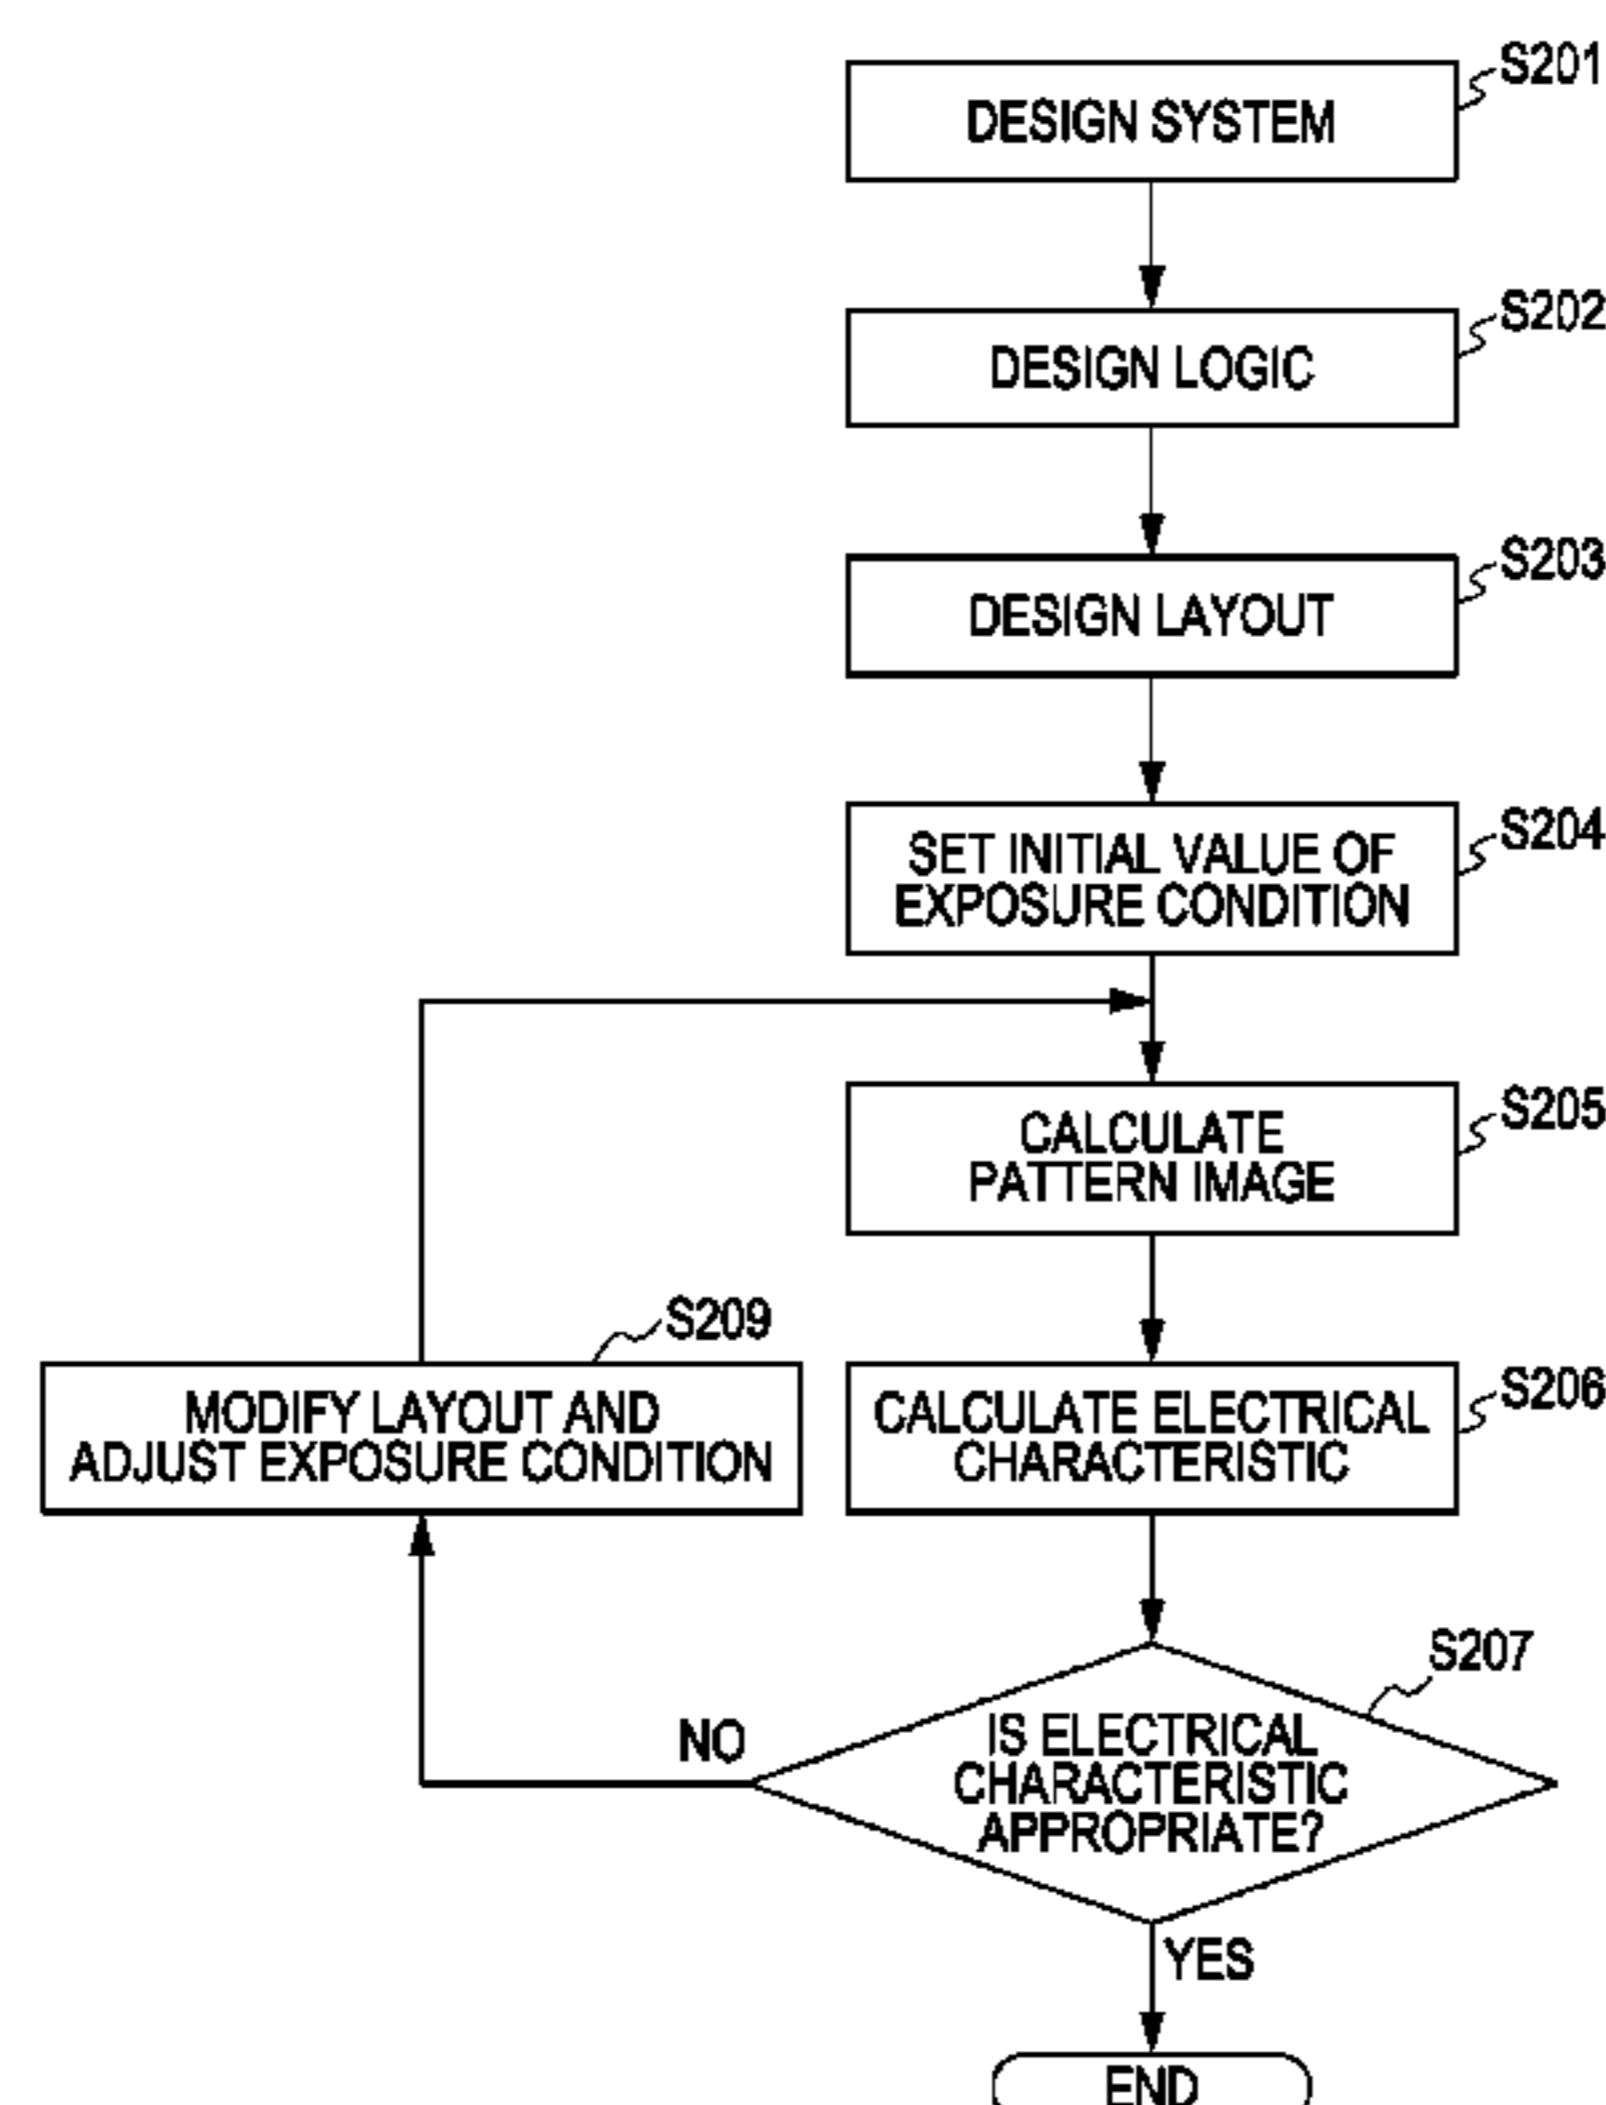 S201
DESIGN SYSTEM
S202
DESIGN LOGIC
S203
DESIGN LAYOUT
S204
SET INITIAL VALUE OF
EXPOSURE CONDITION
S205
CALCULATE
PATTERN IMAGE
S209
MODIFY LAYOUT AND
ADJUST EXPOSURE CONDITION
S206
CALCULATE ELECTRICAL
CHARACTERISTIC
S207
NO
IS ELECTRICAL
CHARACTERISTIC
APPROPRIATE?
YES
END